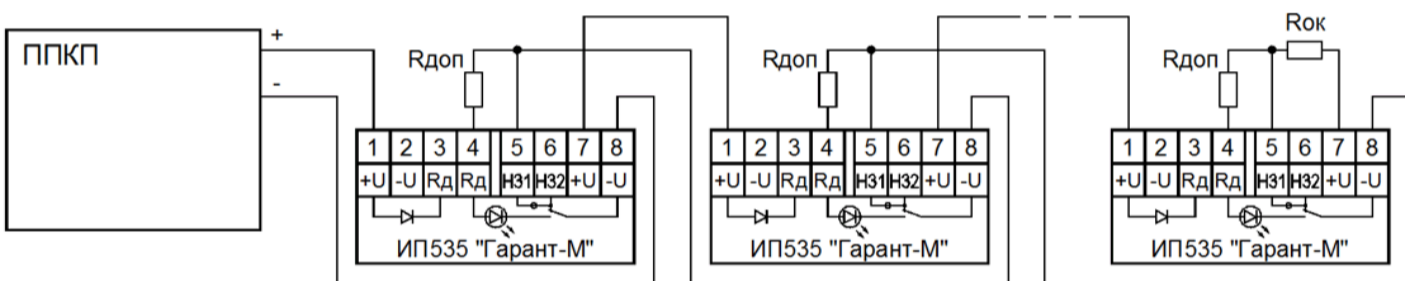 ППКП
+
-
Rдоп
1 2 3 4 5 6 7 8
+U -U Rд Rд НЗ1 НЗ2 +U -U
ИП535 "Гарант-М"
Rдоп
1 2 3 4 5 6 7 8
+U -U Rд Rд НЗ1 НЗ2 +U -U
ИП535 "Гарант-М"
Rок
Rдоп
1 2 3 4 5 6 7 8
+U -U Rд Rд НЗ1 НЗ2 +U -U
ИП535 "Гарант-М"